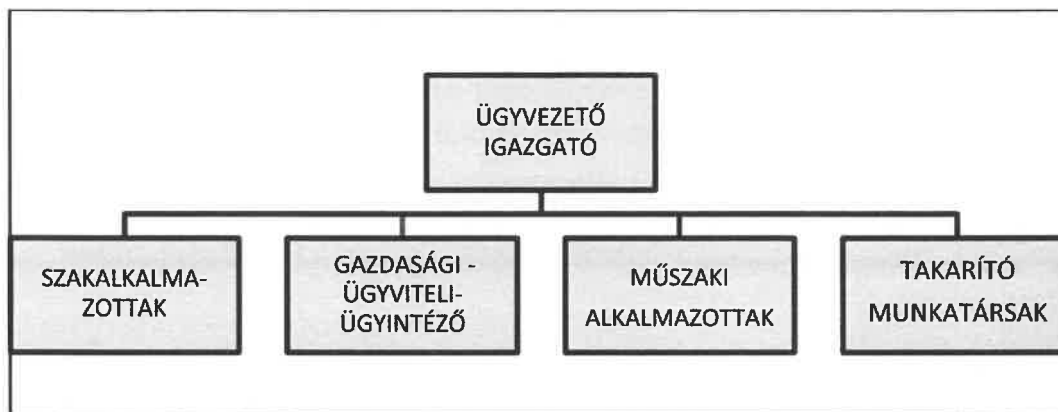 ÜGYVEZETŐ
IGAZGATÓ
SZAKALKALMA-
ZOTTAK
GAZDASÁGI -
ÜGYVITELI-
ÜGYINTÉZŐ
MŰSZAKI
ALKALMAZOTTAK
TAKARÍTÓ
MUNKATÁRSAK